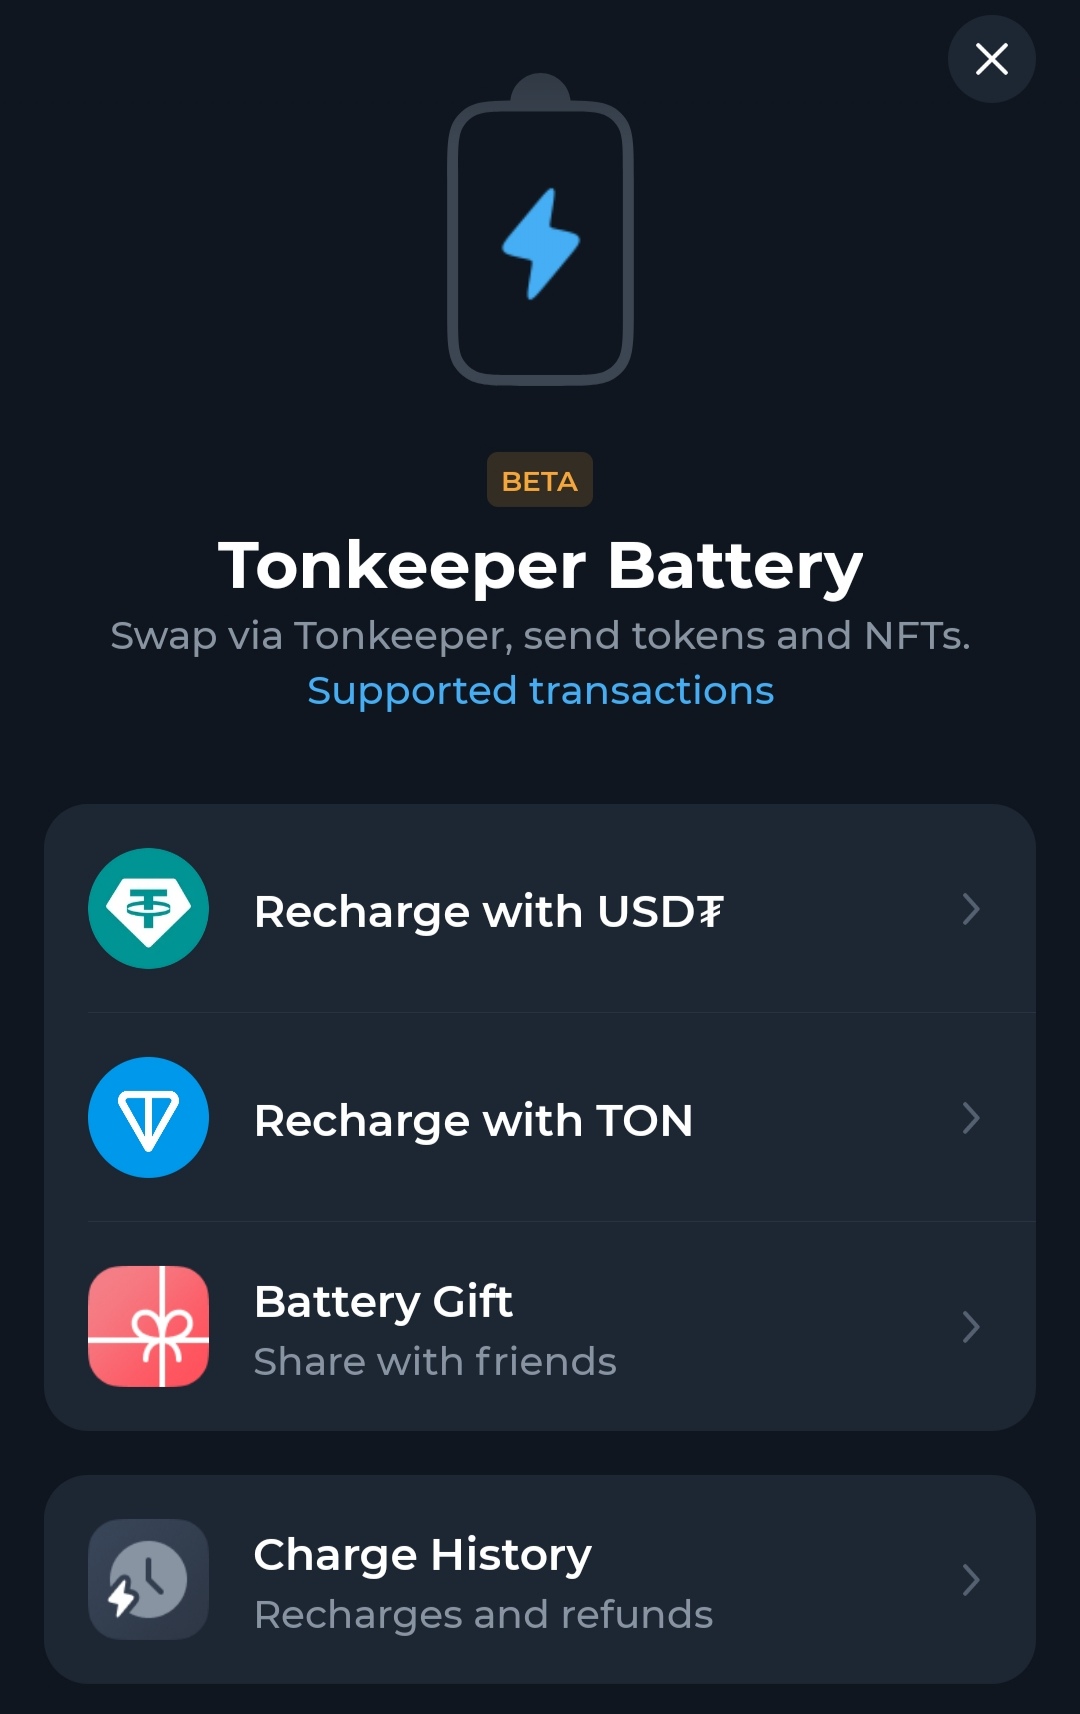 BETA
Tonkeeper Battery
Swap via Tonkeeper, send tokens and NFTs.
Supported transactions
Recharge with USD₮
Recharge with TON
Battery Gift
Share with friends
Charge History
Recharges and refunds